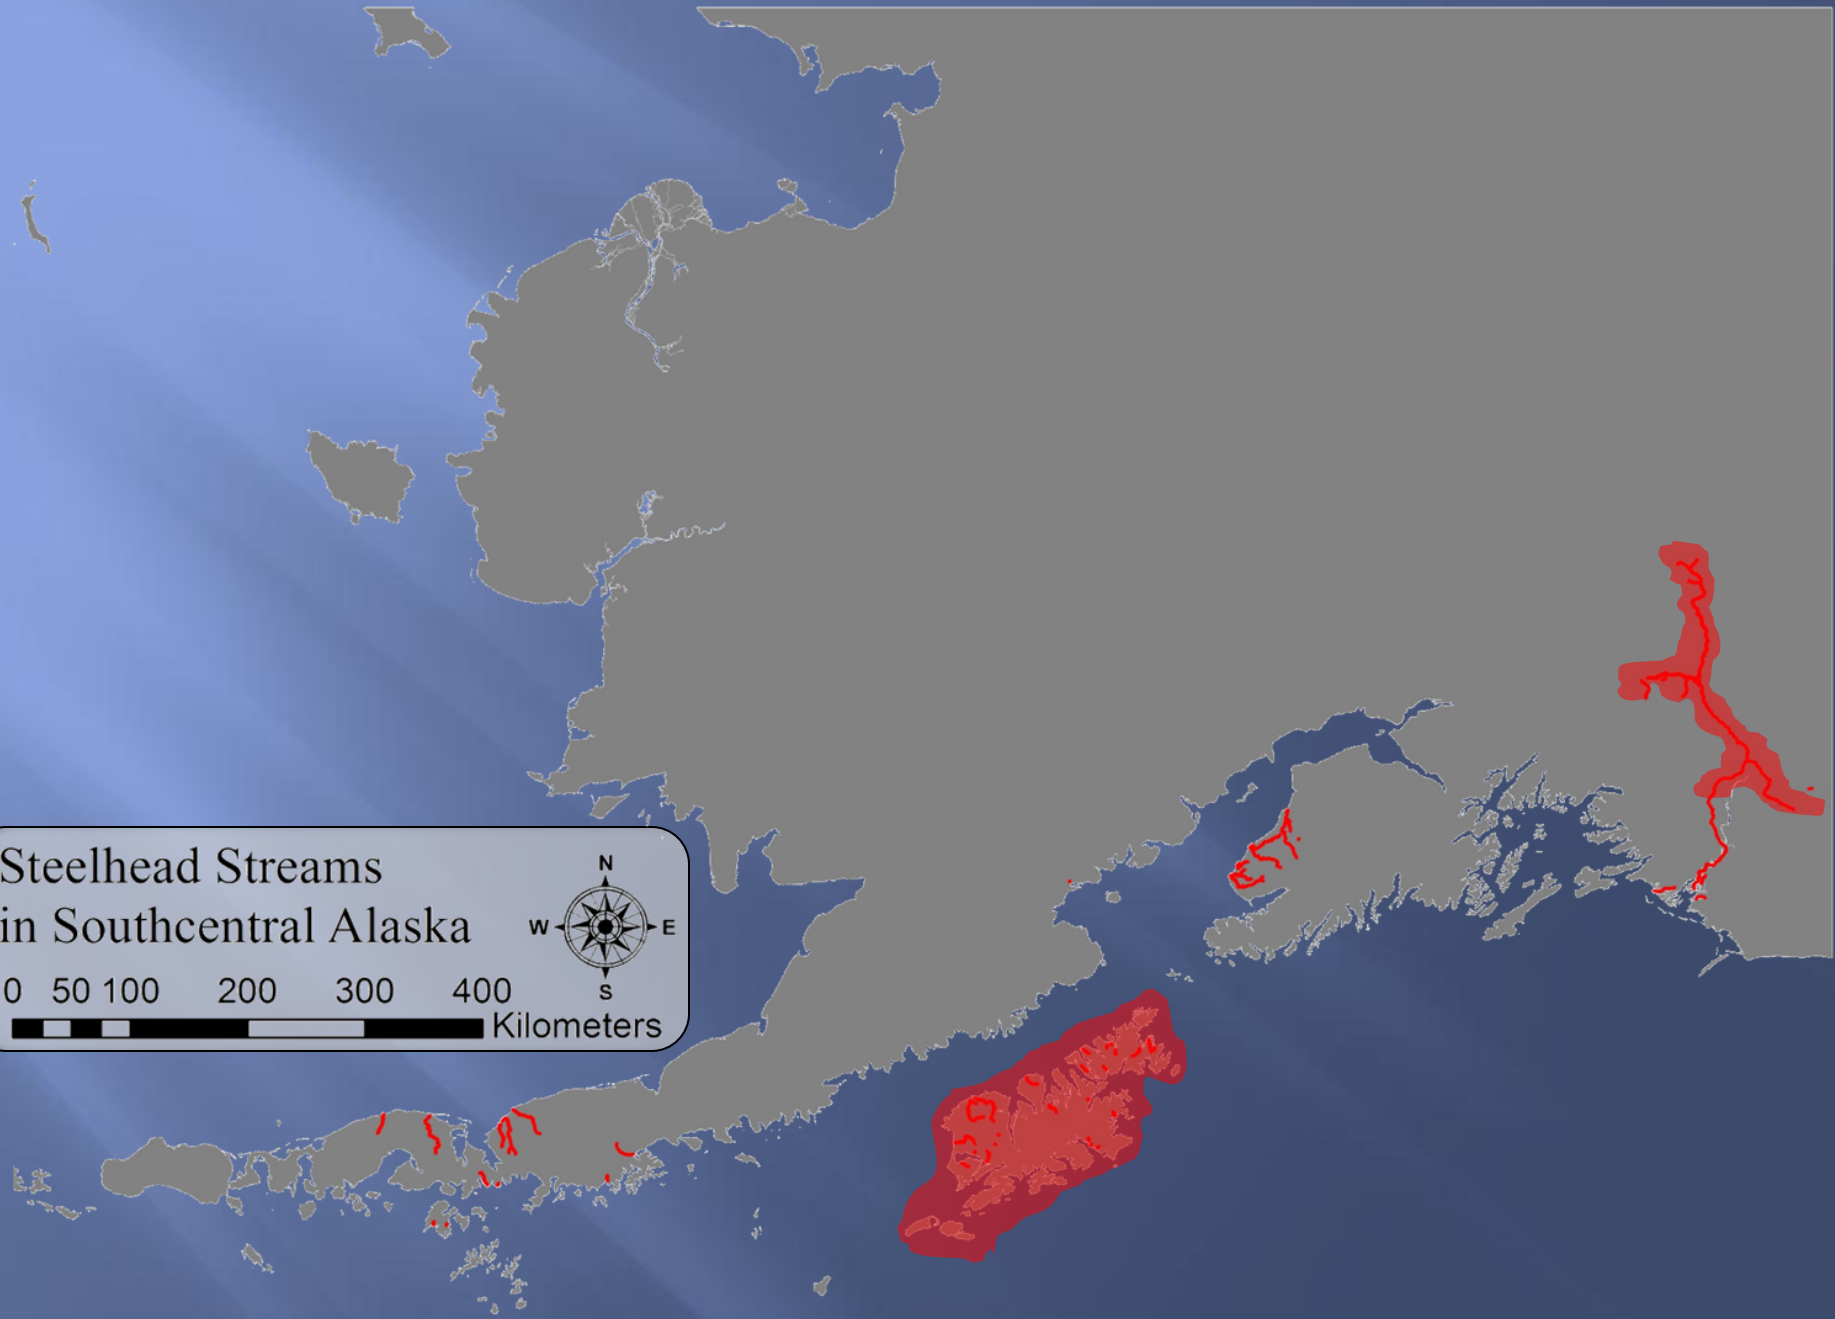 Steelhead Streams
in Southcentral Alaska
N
W E
S
0 50 100 200 300 400
Kilometers